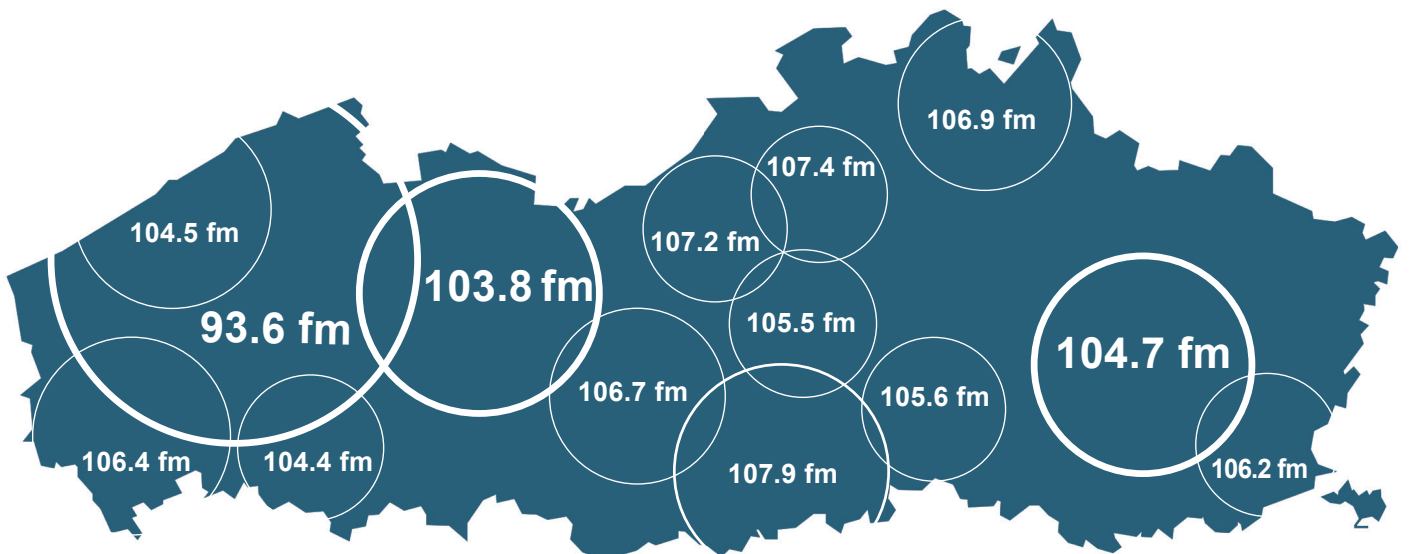 106.9 fm
107.4 fm
104.5 fm
107.2 fm
103.8 fm
93.6 fm
105.5 fm
104.7 fm
106.7 fm
105.6 fm
106.4 fm
104.4 fm
107.9 fm
106.2 fm